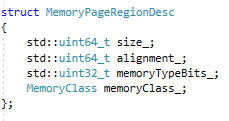 struct MemoryPageRegionDesc
{
    std::uint64_t size_;
    std::uint64_t alignment_;
    std::uint32_t memoryTypeBits_;
    MemoryClass memoryClass_;
};